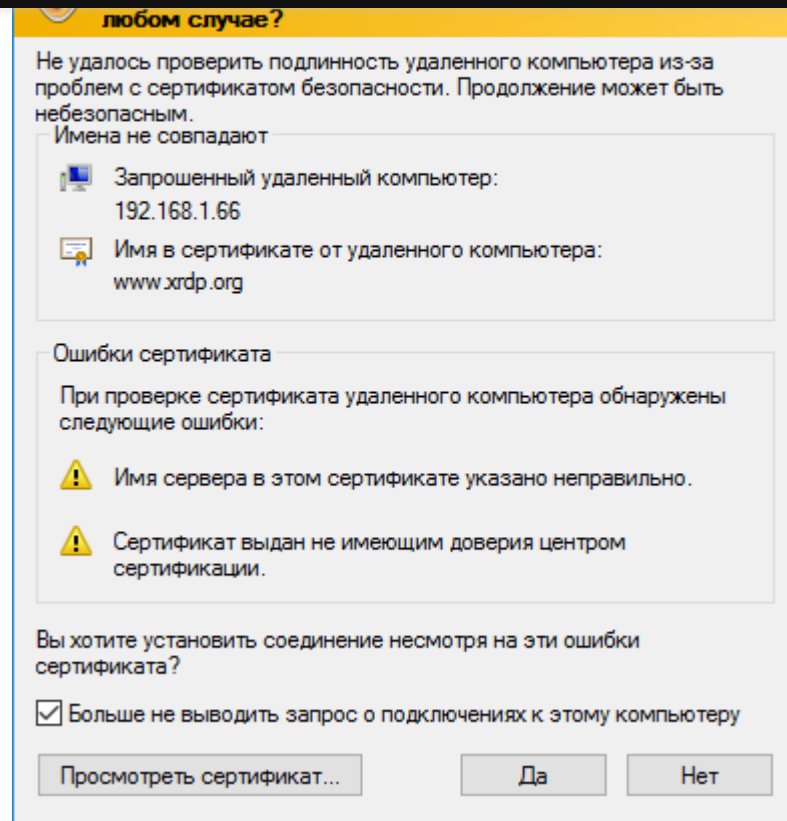 любом случае?
Не удалось проверить подлинность удаленного компьютера из-за
проблем с сертификатом безопасности. Продолжение может быть
небезопасным.
Имена не совпадают
Запрошенный удаленный компьютер:
192.168.1.66
Имя в сертификате от удаленного компьютера:
www.xrdp.org
Ошибки сертификата
При проверке сертификата удаленного компьютера обнаружены
следующие ошибки:
Имя сервера в этом сертификате указано неправильно.
Сертификат выдан не имеющим доверия центром
сертификации.
Вы хотите установить соединение несмотря на эти ошибки
сертификата?
Больше не выводить запрос о подключениях к этому компьютеру
Просмотреть сертификат...
Да
Нет